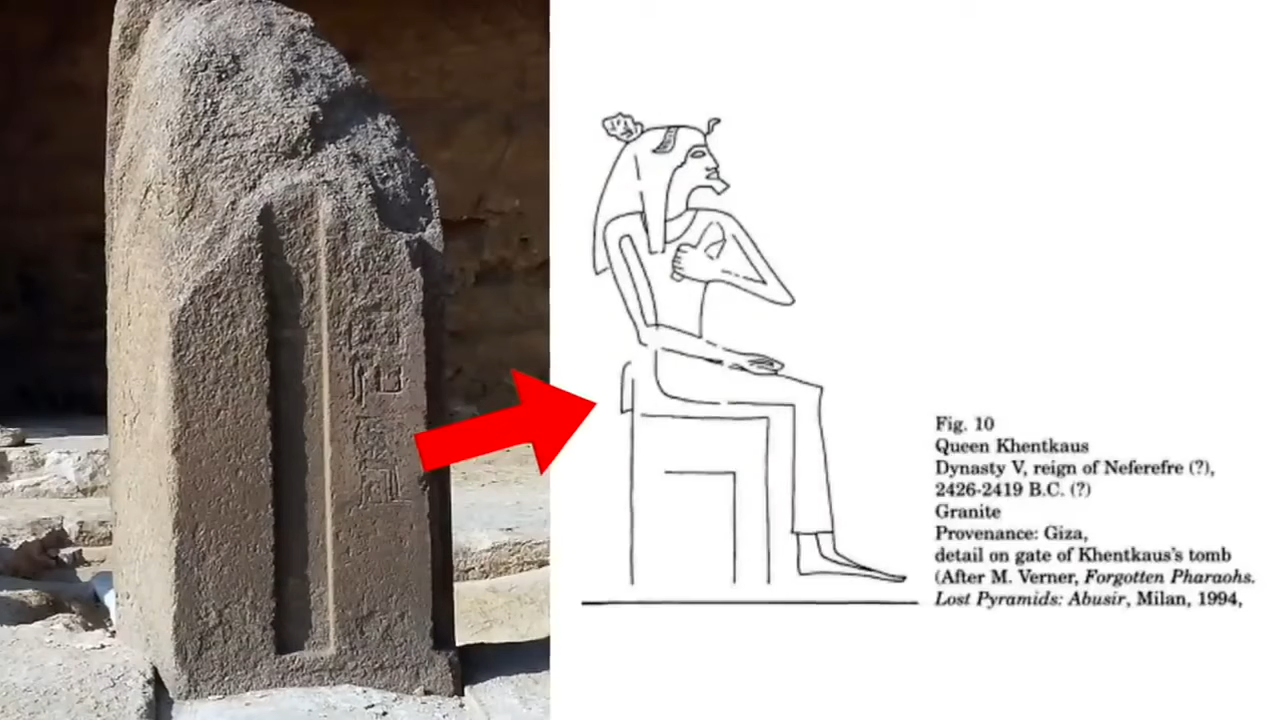 Fig. 10
Queen Khentkaus
Dynasty V, reign of Neferefre (?),
2426-2419 B.C. (?)
Granite
Provenance: Giza,
detail on gate of Khentkaus's tomb
(After M. Verner, Forgotten Pharaohs.
Lost Pyramids: Abusir, Milan, 1994,